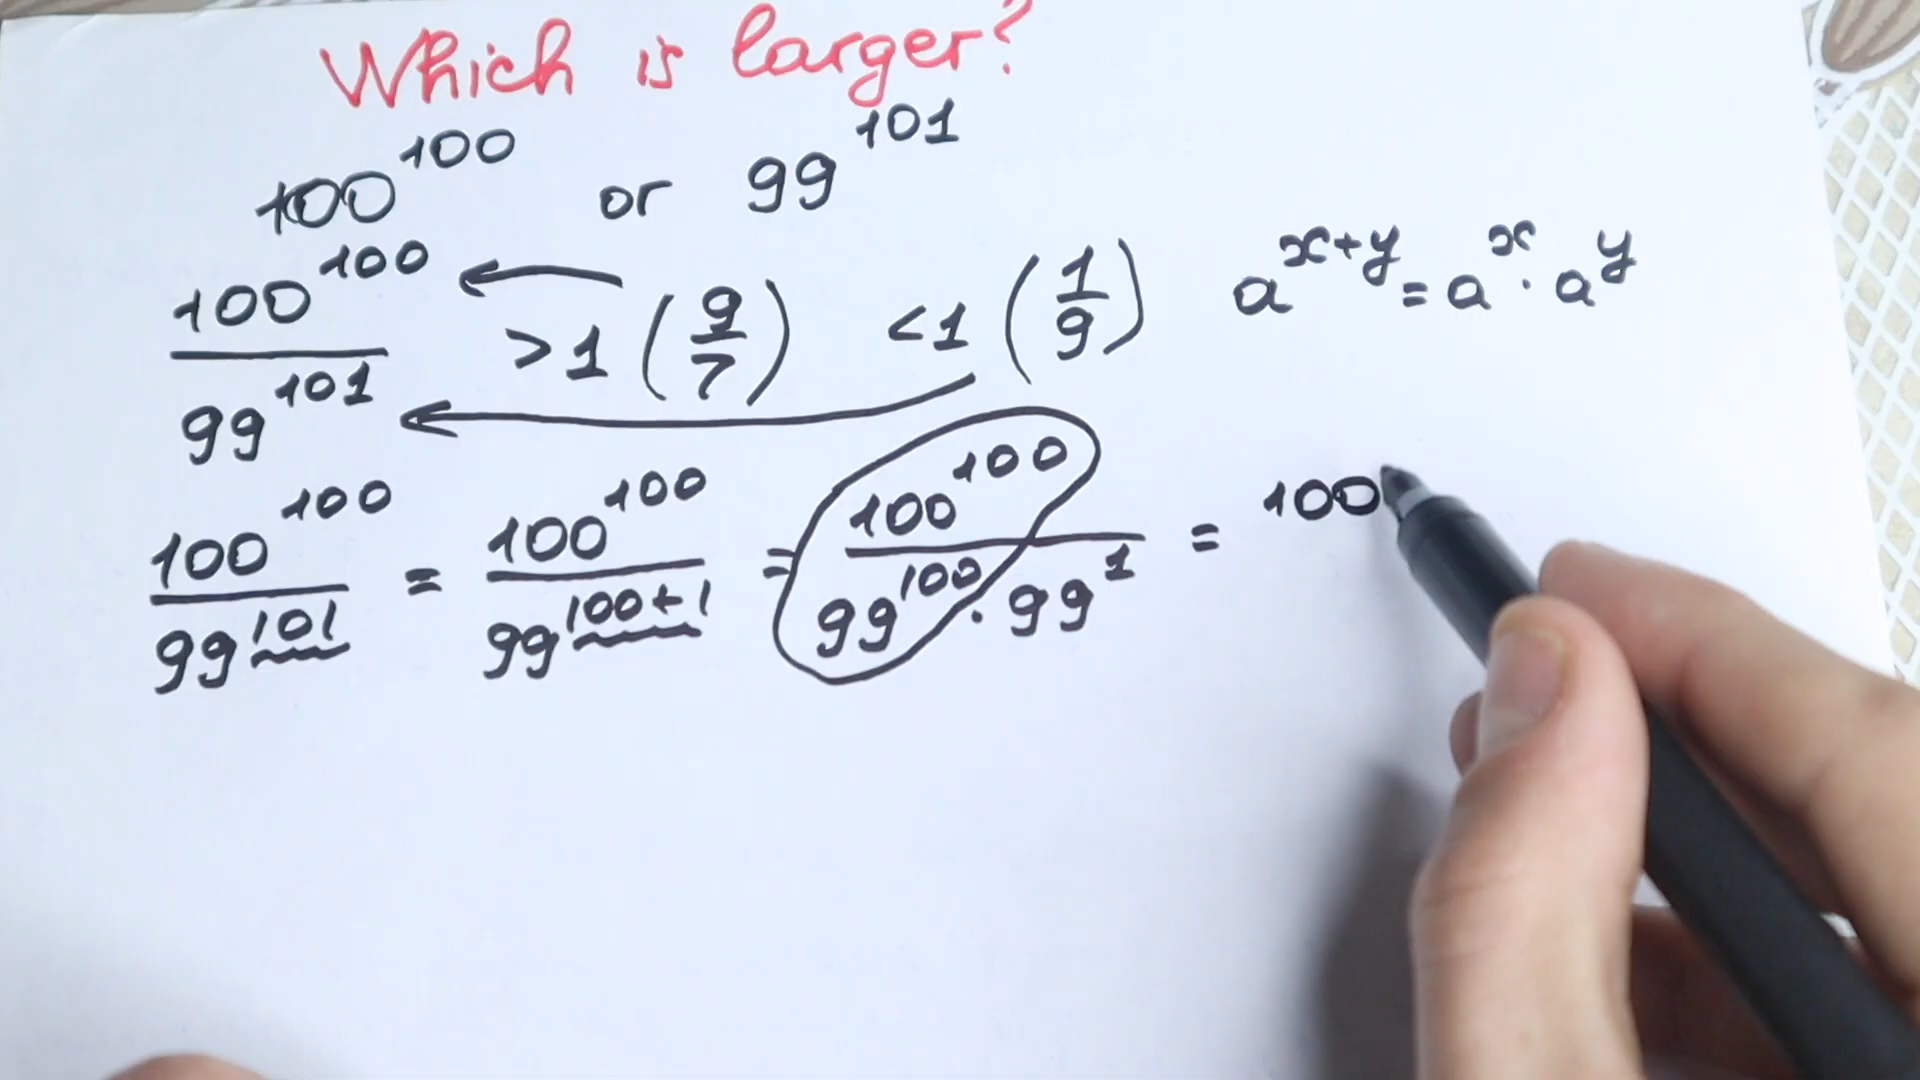 Which is larger?
100^100 or 99^101
100^100 / 99^101 >1 (9/7) <1 (1/9) a^x+y = a^x · a^y
100^100 / 99^101 = 100^100 / 99^100+1 = 100^100 / 99^100 · 99^1 = 100